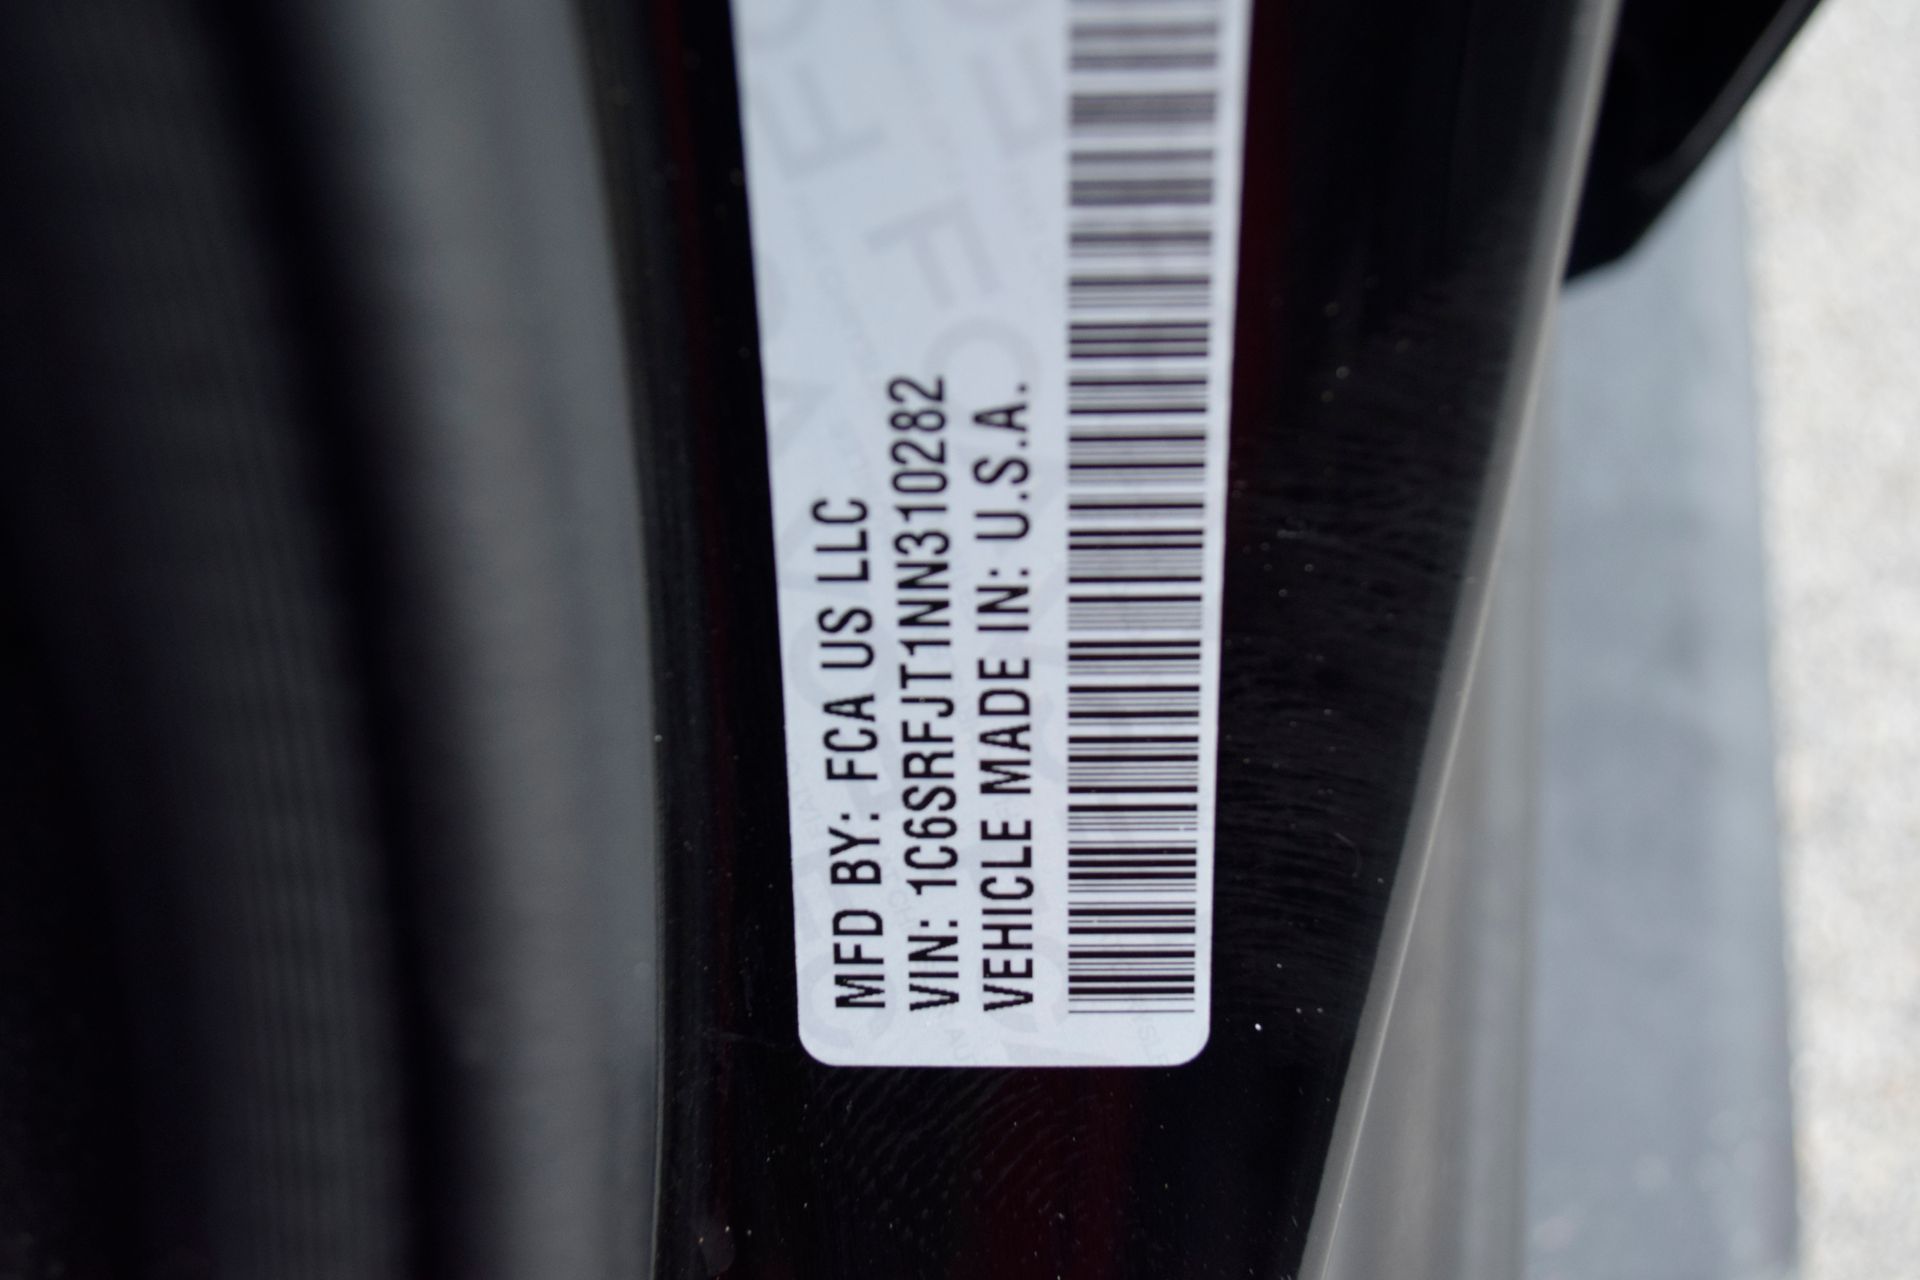 MFD BY: FCA US LLC
VIN: 1C6SRFJT1NN310282
VEHICLE MADE IN: U.S.A.